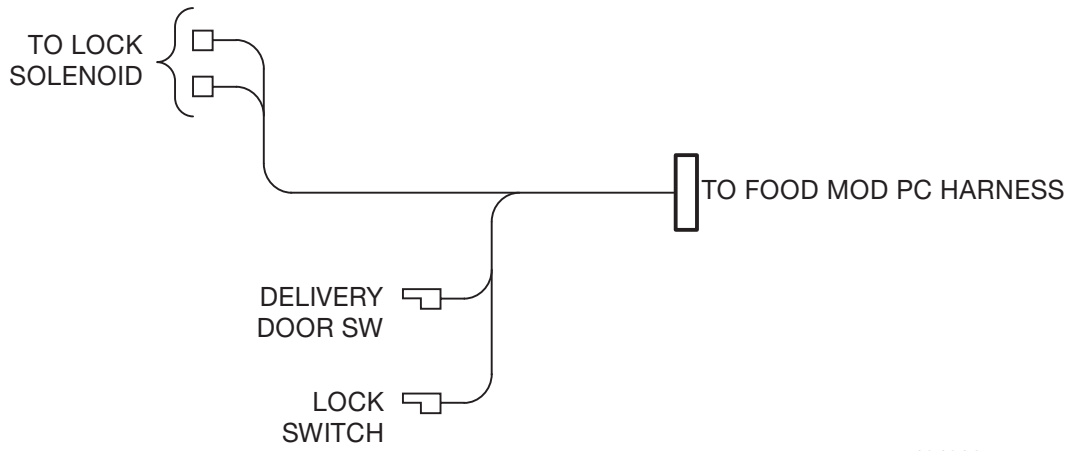 TO LOCK
SOLENOID
TO FOOD MOD PC HARNESS
DELIVERY
DOOR SW
LOCK
SWITCH